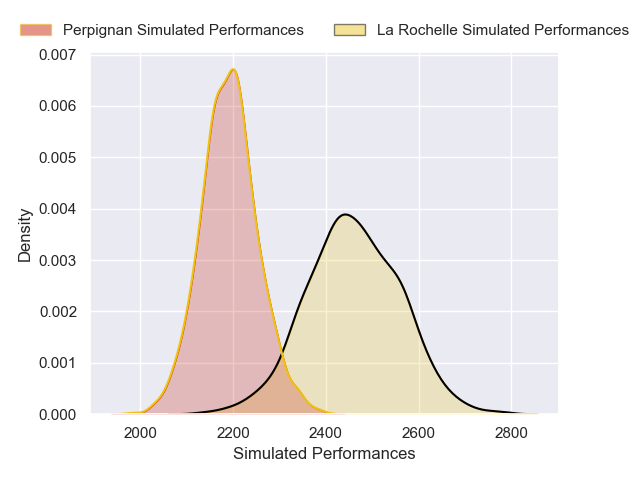 Perpignan Simulated Performances La Rochelle Simulated Performances
0.007
0.006
0.005
0.004
0.003
0.002
0.001
0.000
Density
2000 2200 2400 2600 2800
Simulated Performances